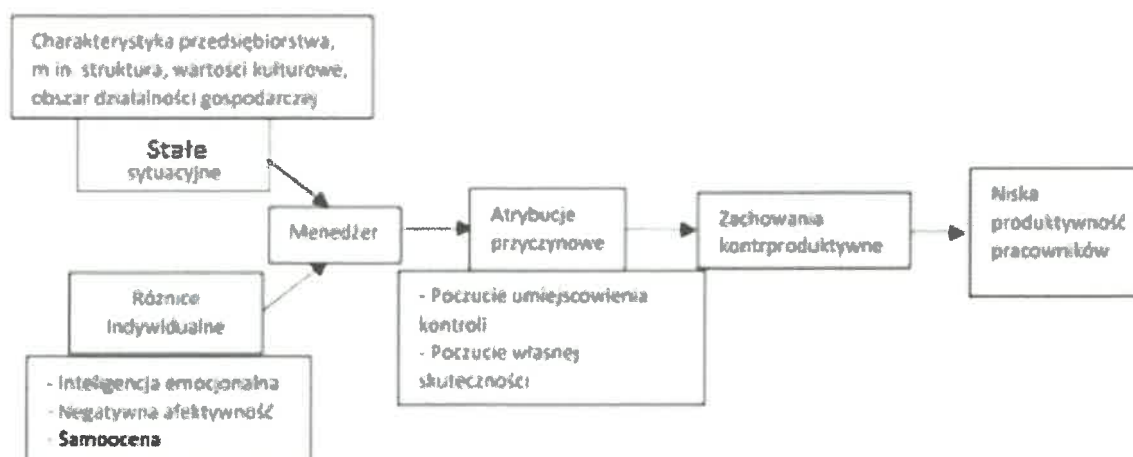 Charakterystyka przedsiębiorstwa,
m in. struktura, wartości kulturowe,
obszar działalności gospodarczej
Stałe
sytuacyjne
Menedżer
Atrybucje
przyczynowe
Zachowania
kontrproduktywne
Niska
produktywność
pracowników
Różnice
Indywidualne
- Poczucie umiejscowienia
kontroli
- Poczucie własnej
skuteczności
- Inteligencja emocjonalna
- Negatywna afektywność
- Samoocena